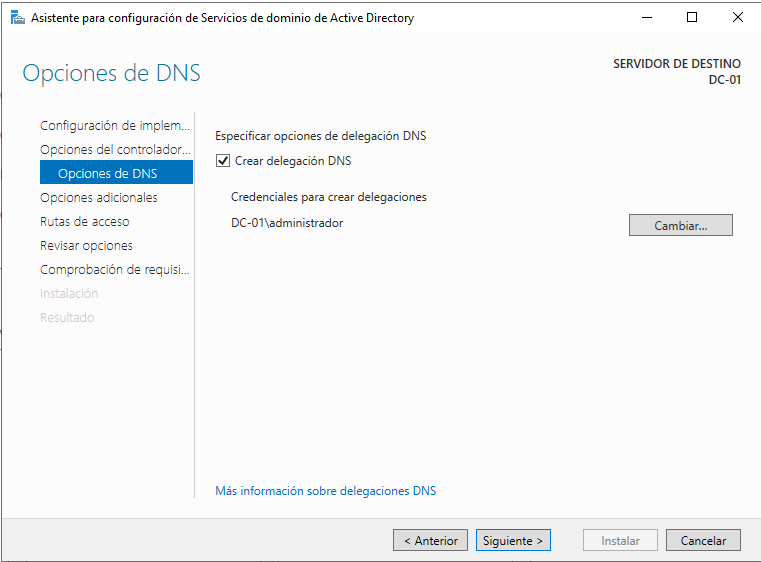 Asistente para configuración de Servicios de dominio de Active Directory
Opciones de DNS
SERVIDOR DE DESTINO
DC-01
Configuración de implem...
Opciones del controlador...
Opciones de DNS
Opciones adicionales
Rutas de acceso
Revisar opciones
Comprobación de requisi...
Instalación
Resultado
Especificar opciones de delegación DNS
Crear delegación DNS
Credenciales para crear delegaciones
DC-01\administrador
Cambiar...
Más información sobre delegaciones DNS
< Anterior
Siguiente >
Instalar
Cancelar